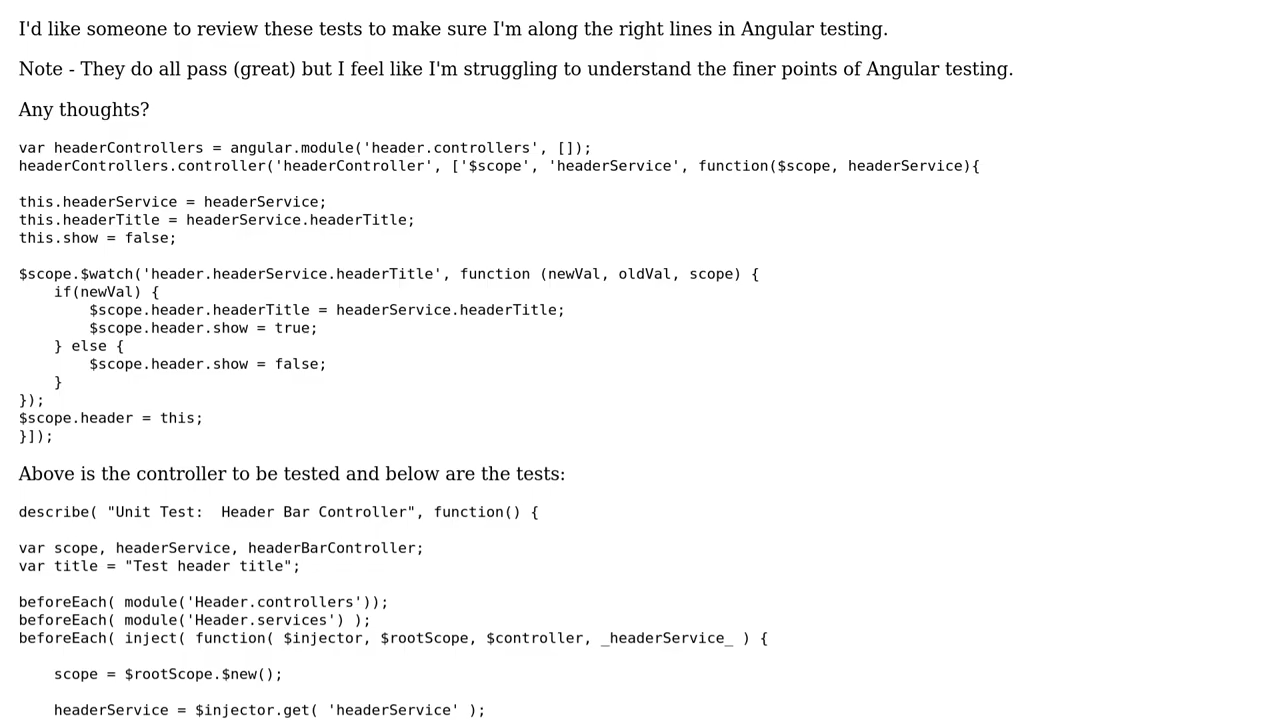 I'd like someone to review these tests to make sure I'm along the right lines in Angular testing.
Note - They do all pass (great) but I feel like I'm struggling to understand the finer points of Angular testing.
Any thoughts?
var headerControllers = angular.module('header.controllers', []);
headerControllers.controller('headerController', ['$scope', 'headerService', function($scope, headerService){
this.headerService = headerService;
this.headerTitle = headerService.headerTitle;
this.show = false;
$scope.$watch('header.headerService.headerTitle', function (newVal, oldVal, scope) {
    if(newVal) {
        $scope.header.headerTitle = headerService.headerTitle;
        $scope.header.show = true;
    } else {
        $scope.header.show = false;
    }
});
$scope.header = this;
}]);
Above is the controller to be tested and below are the tests:
describe( "Unit Test:  Header Bar Controller", function() {
var scope, headerService, headerBarController;
var title = "Test header title";
beforeEach( module('Header.controllers'));
beforeEach( module('Header.services') );
beforeEach( inject( function( $injector, $rootScope, $controller, _headerService_ ) {
    scope = $rootScope.$new();
    headerService = $injector.get( 'headerService' );